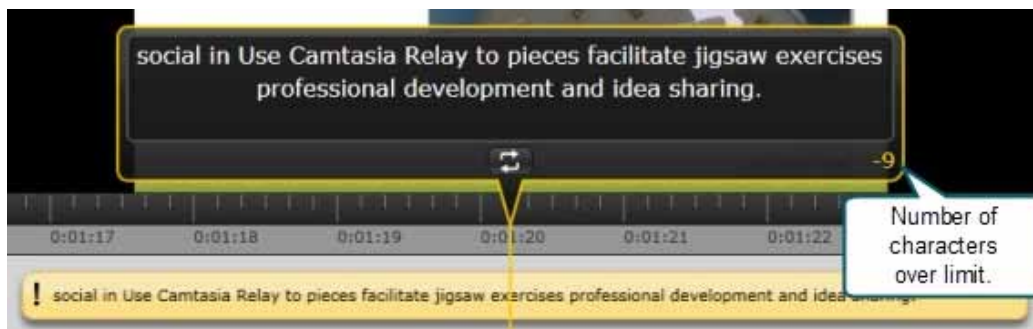 social in Use Camtasia Relay to pieces facilitate jigsaw exercises
professional development and idea sharing.
-9
Number of
characters
over limit.
0:01:17 0:01:18 0:01:19 0:01:20 0:01:21 0:01:22
! social in Use Camtasia Relay to pieces facilitate jigsaw exercises professional development and idea sharing.